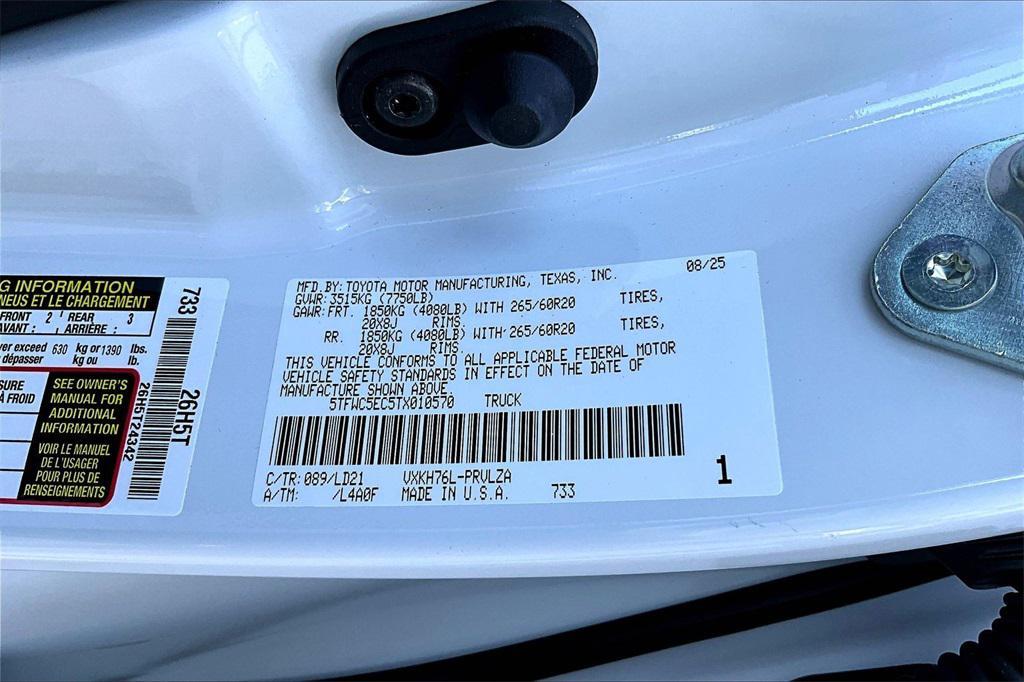 G INFORMATION
NEUS ET LE CHARGEMENT
FRONT 2 REAR 3
AVANT : ARRIÈRE :
ver exceed 630 kg or 1390 lbs.
dépasser kg ou lb.
SURE
À FROID
SEE OWNER'S
MANUAL FOR
ADDITIONAL
INFORMATION
VOIR LE MANUEL
DE L'USAGER
POUR PLUS DE
RENSEIGNEMENTS
733
26H5T
26H5T24342
MFD.BY: TOYOTA MOTOR MANUFACTURING, TEXAS, INC. 08/25
GVWR: 3515KG (7750LB)
GAWR: FRT. 1850KG (4080LB) WITH 265/60R20 TIRES,
20X8J RIMS,
RR. 1850KG (4080LB) WITH 265/60R20 TIRES,
20X8J RIMS,
THIS VEHICLE CONFORMS TO ALL APPLICABLE FEDERAL MOTOR
VEHICLE SAFETY STANDARDS IN EFFECT ON THE DATE OF
MANUFACTURE SHOWN ABOVE.
5TFWC5EC5TX010570 TRUCK
C/TR: 089/LD21 VXKH76L-PRVLZA
A/TM: /L4A0F MADE IN U.S.A. 733
1